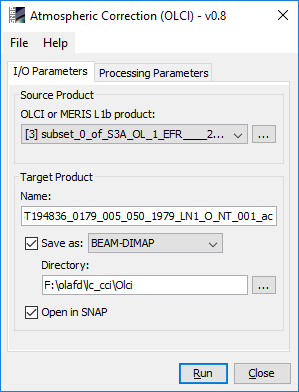 Atmospheric Correction (OLCI) - v0.8
File Help
I/O Parameters Processing Parameters
Source Product
OLCI or MERIS L1b product:
[3] subset_0_of_S3A_OL_1_EFR____2... ...
Target Product
Name:
T194836_0179_005_050_1979_LN1_O_NT_001_ac
Save as: BEAM-DIMAP
Directory:
F:\olafd\lc_cci\Olci ...
Open in SNAP
Run Close